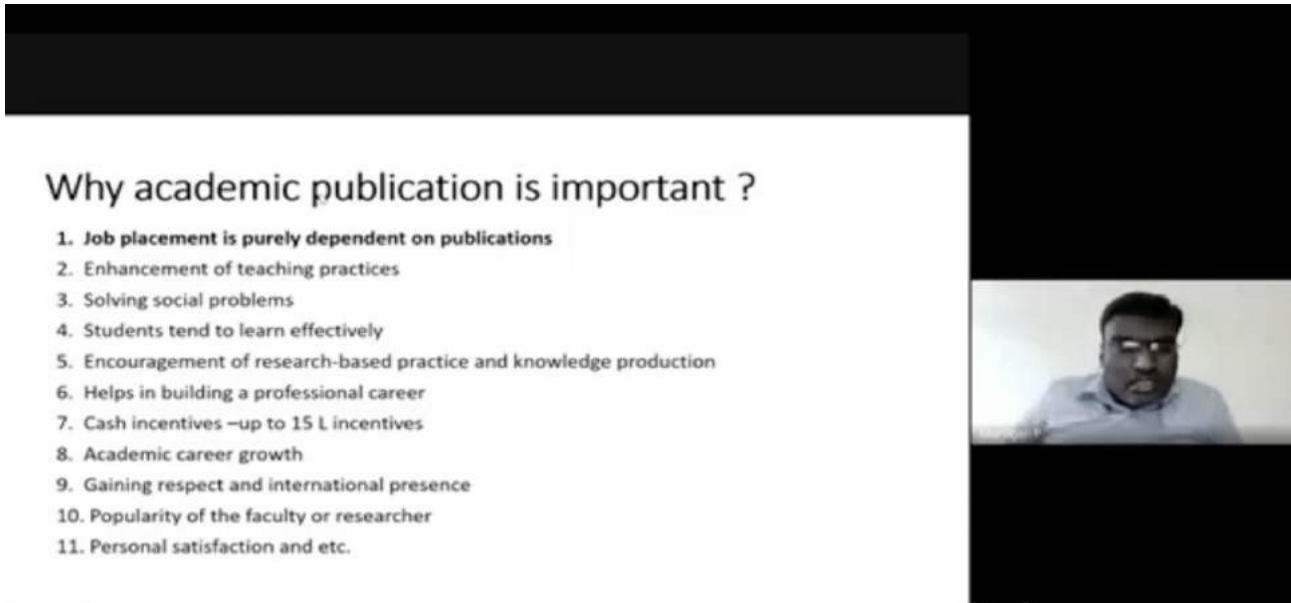 Why academic publication is important ?
1. Job placement is purely dependent on publications
2. Enhancement of teaching practices
3. Solving social problems
4. Students tend to learn effectively
5. Encouragement of research-based practice and knowledge production
6. Helps in building a professional career
7. Cash incentives –up to 15 L incentives
8. Academic career growth
9. Gaining respect and international presence
10. Popularity of the faculty or researcher
11. Personal satisfaction and etc.